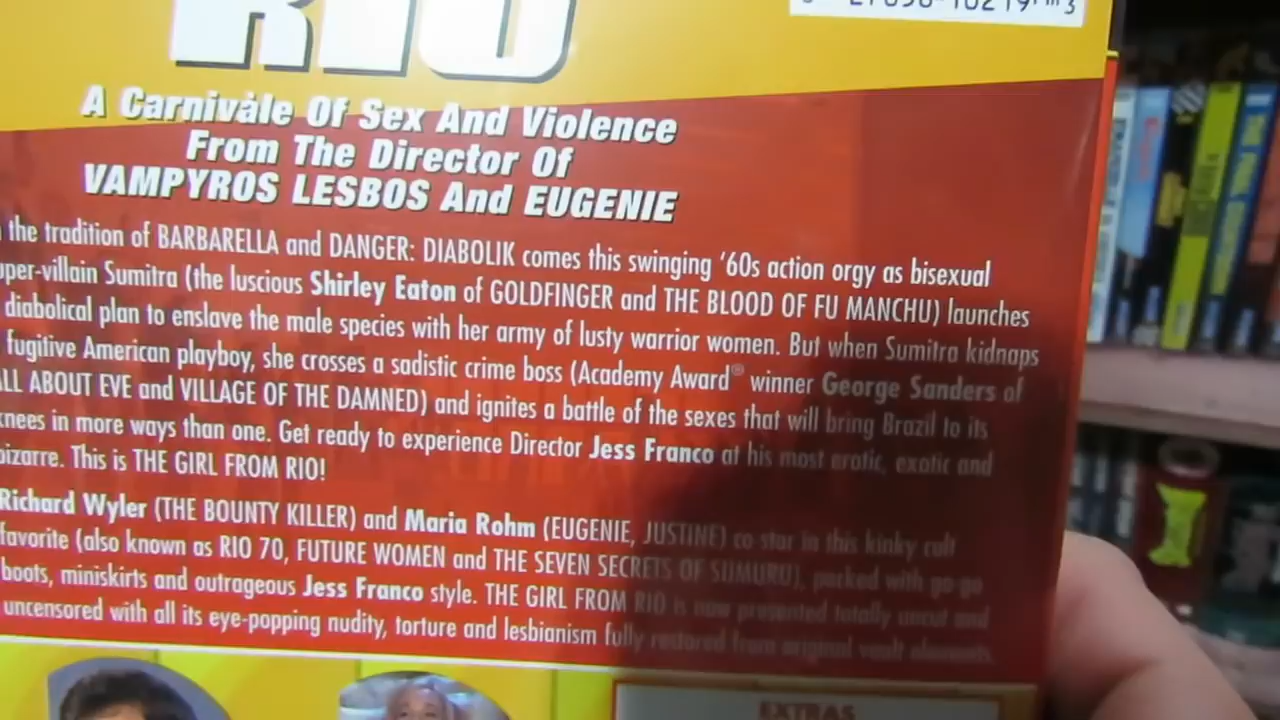 RIO
A Carnivàle Of Sex And Violence
From The Director Of
VAMPYROS LESBOS And EUGENIE
the tradition of BARBARELLA and DANGER: DIABOLIK comes this swinging '60s action orgy as bisexual
uper-villain Sumitra (the luscious Shirley Eaton of GOLDFINGER and THE BLOOD OF FU MANCHU) launches
diabolical plan to enslave the male species with her army of lusty warrior women. But when Sumitra kidnaps
fugitive American playboy, she crosses a sadistic crime boss (Academy Award® winner George Sanders of
ALL ABOUT EVE and VILLAGE OF THE DAMNED) and ignites a battle of the sexes that will bring Brazil to its
knees in more ways than one. Get ready to experience Director Jess Franco at his most erotic, exotic and
bizarre. This is THE GIRL FROM RIO!
Richard Wyler (THE BOUNTY KILLER) and Maria Rohm (EUGENIE, JUSTINE) co-star in this kinky cult
favorite (also known as RIO 70, FUTURE WOMEN and THE SEVEN SECRETS OF SUMURU), packed with go-go
boots, miniskirts and outrageous Jess Franco style. THE GIRL FROM RIO is now presented totally uncut and
uncensored with all its eye-popping nudity, torture and lesbianism fully restored from original vault elements.
EXTRAS